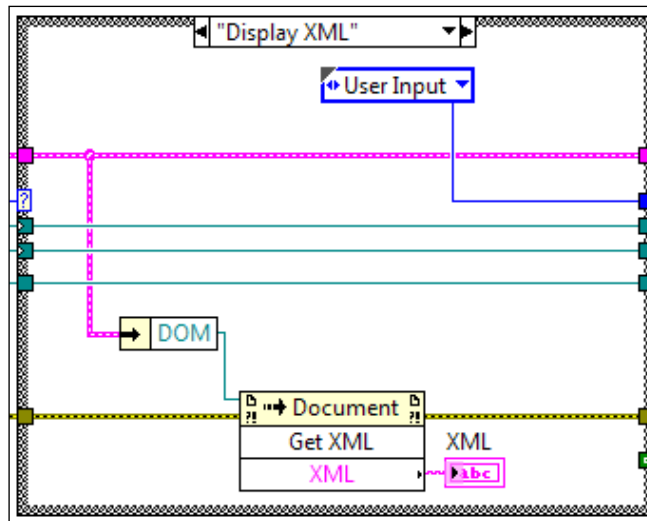 "Display XML"
User Input
?
DOM
?! Document ?!
Get XML
XML
XML
abc